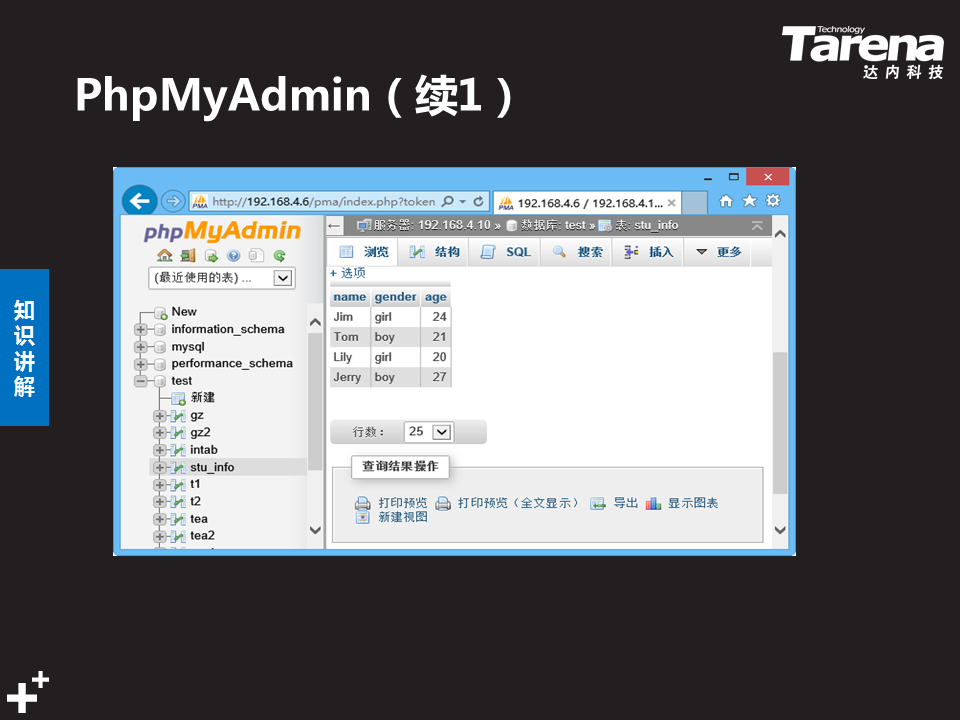 Technology
Tarena
达内科技
PhpMyAdmin（续1）
知识讲解
http://192.168.4.6/pma/index.php?token
PMA 192.168.4.6 / 192.168.4.1...
phpMyAdmin
(最近使用的表) ...
New
information_schema
mysql
performance_schema
test
新建
gz
gz2
intab
stu_info
t1
t2
tea
tea2
服务器: 192.168.4.10 » 数据库: test » 表: stu_info
浏览 结构 SQL 搜索 插入 更多
+ 选项
name gender age
Jim girl 24
Tom boy 21
Lily girl 20
Jerry boy 27
行数： 25
查询结果操作
打印预览 打印预览（全文显示） 导出 显示图表
新建视图